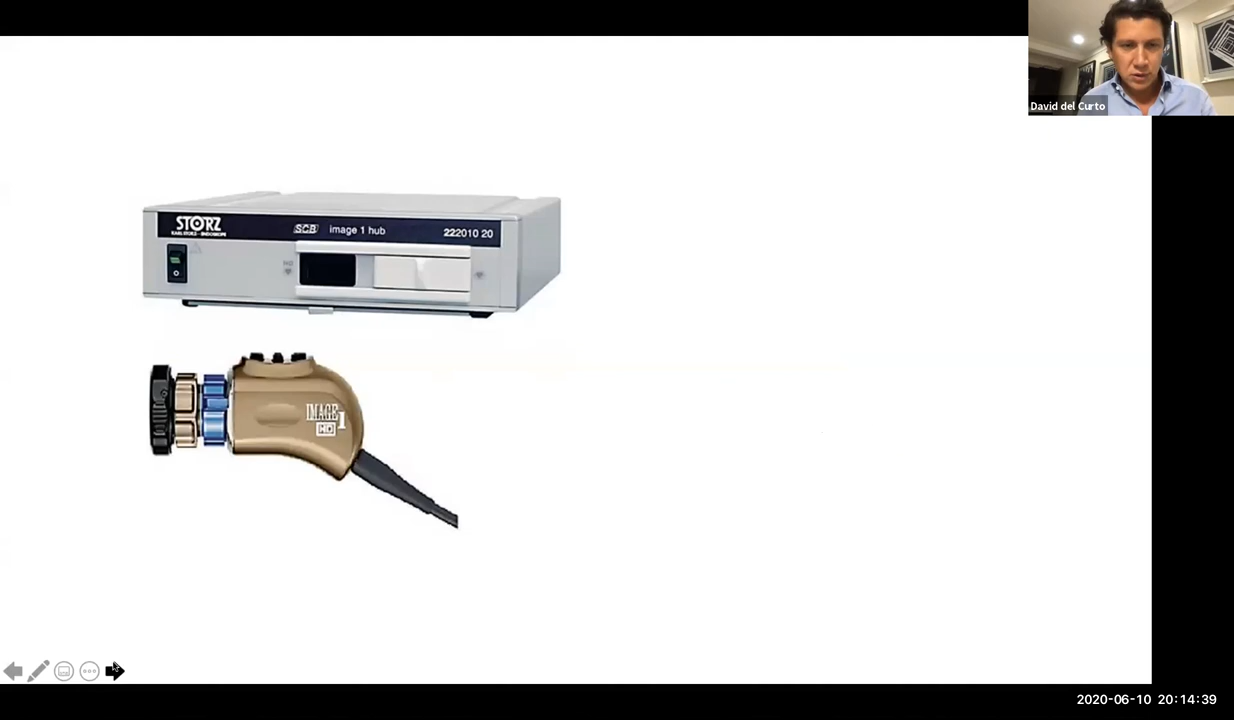 David del Curto
STORZ
KARL STORZ - ENDOSKOPE
SCB image 1 hub 222010 20
IMAGE 1
HD
2020-06-10 20:14:39